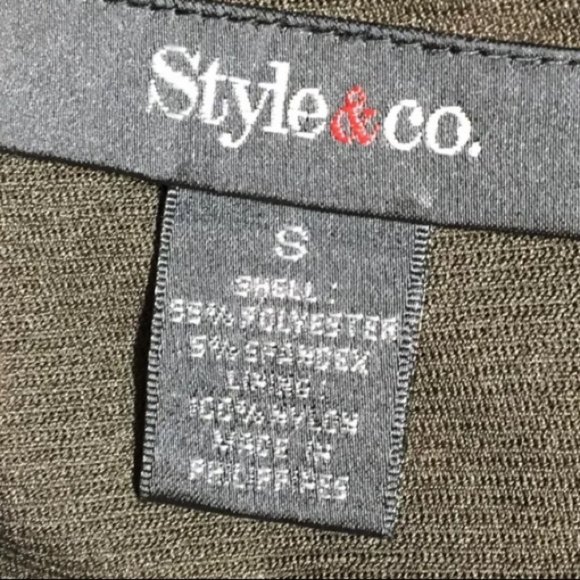 Style&co.
S
SHELL:
95% POLYESTER
5% SPANDEX
LINING:
100% NYLON
MADE IN
PHILIPPINES